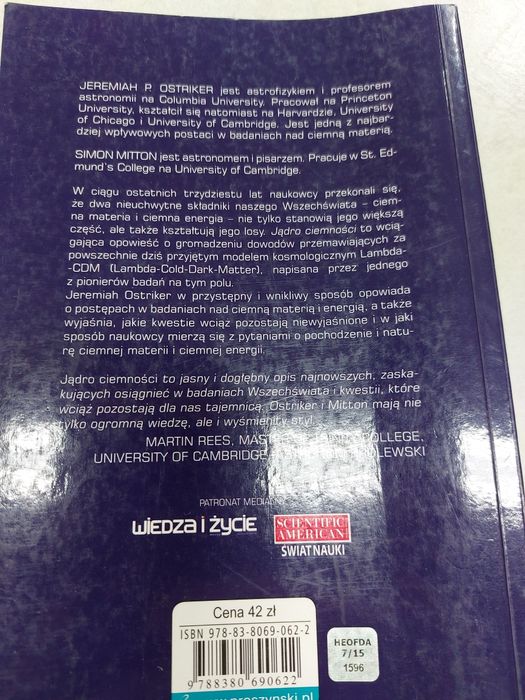 JEREMIAH P. OSTRIKER jest astrofizykiem i profesorem
astronomii na Columbia University. Pracował na Princeton
University, kształcił się natomiast na Harvardzie, University
of Chicago i University of Cambridge. Jest jedną z najbar-
dziej wpływowych postaci w badaniach nad ciemną materią.
SIMON MITTON jest astronomem i pisarzem. Pracuje w St. Ed-
mund's College na University of Cambridge.
W ciągu ostatnich trzydziestu lat naukowcy przekonali się,
że dwa nieuchwytne składniki naszego Wszechświata – ciem-
na materia i ciemna energia – nie tylko stanowią jego większą
część, ale także kształtują jego losy. Jądro ciemności to wcią-
gająca opowieść o gromadzeniu dowodów przemawiających za
powszechnie dziś przyjętym modelem kosmologicznym Lambda-
-CDM (Lambda-Cold-Dark-Matter), napisana przez jednego
z pionierów badań na tym polu.
Jeremiah Ostriker w przystępny i wnikliwy sposób opowiada
o postępach w badaniach nad ciemną materią i energią, a także
wyjaśnia, jakie kwestie wciąż pozostają niewyjaśnione i w jaki
sposób naukowcy mierzą się z pytaniami o pochodzenie i natu-
rę ciemnej materii i ciemnej energii.
Jądro ciemności to jasny i dogłębny opis najnowszych, zaska-
kujących osiągnięć w badaniach Wszechświata i kwestii, które
wciąż pozostają dla nas tajemnicą. Ostriker i Mitton mają nie
tylko ogromną wiedzę, ale i wyśmienity styl.
MARTIN REES, COLLEGE,
UNIVERSITY OF CAMBRIDGE
PATRONAT
wiedza i życie
SCIENTIFIC
AMERICAN
ŚWIAT NAUKI
Cena 42 zł
ISBN 978-83-8069-062-2
9788380690622
HEOFDA
7/15
1596
www.proszynski.pl